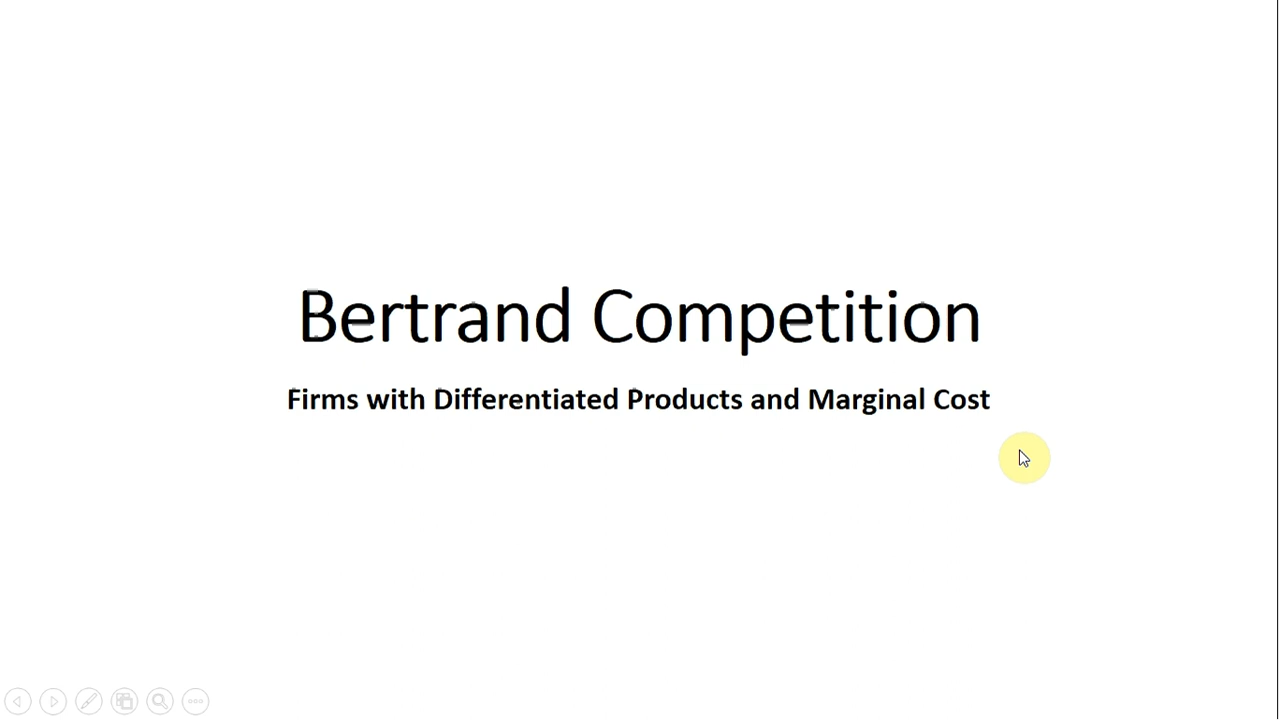 Bertrand Competition
Firms with Differentiated Products and Marginal Cost